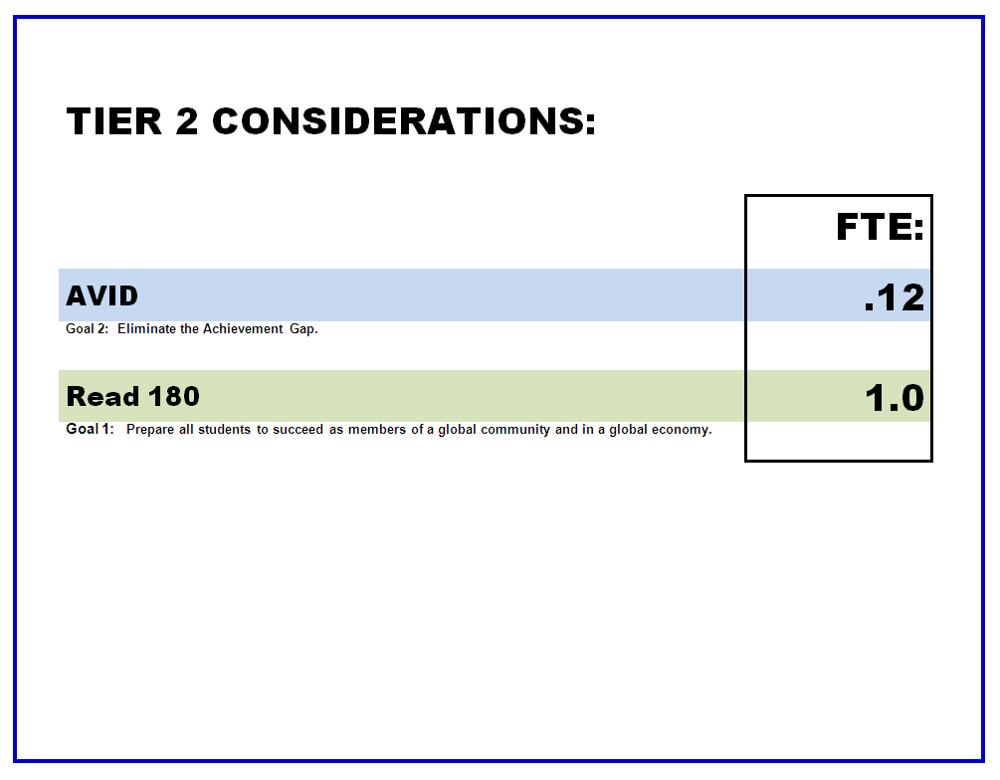 TIER 2 CONSIDERATIONS:
FTE:
AVID .12
Goal 2: Eliminate the Achievement Gap.
Read 180 1.0
Goal 1: Prepare all students to succeed as members of a global community and in a global economy.